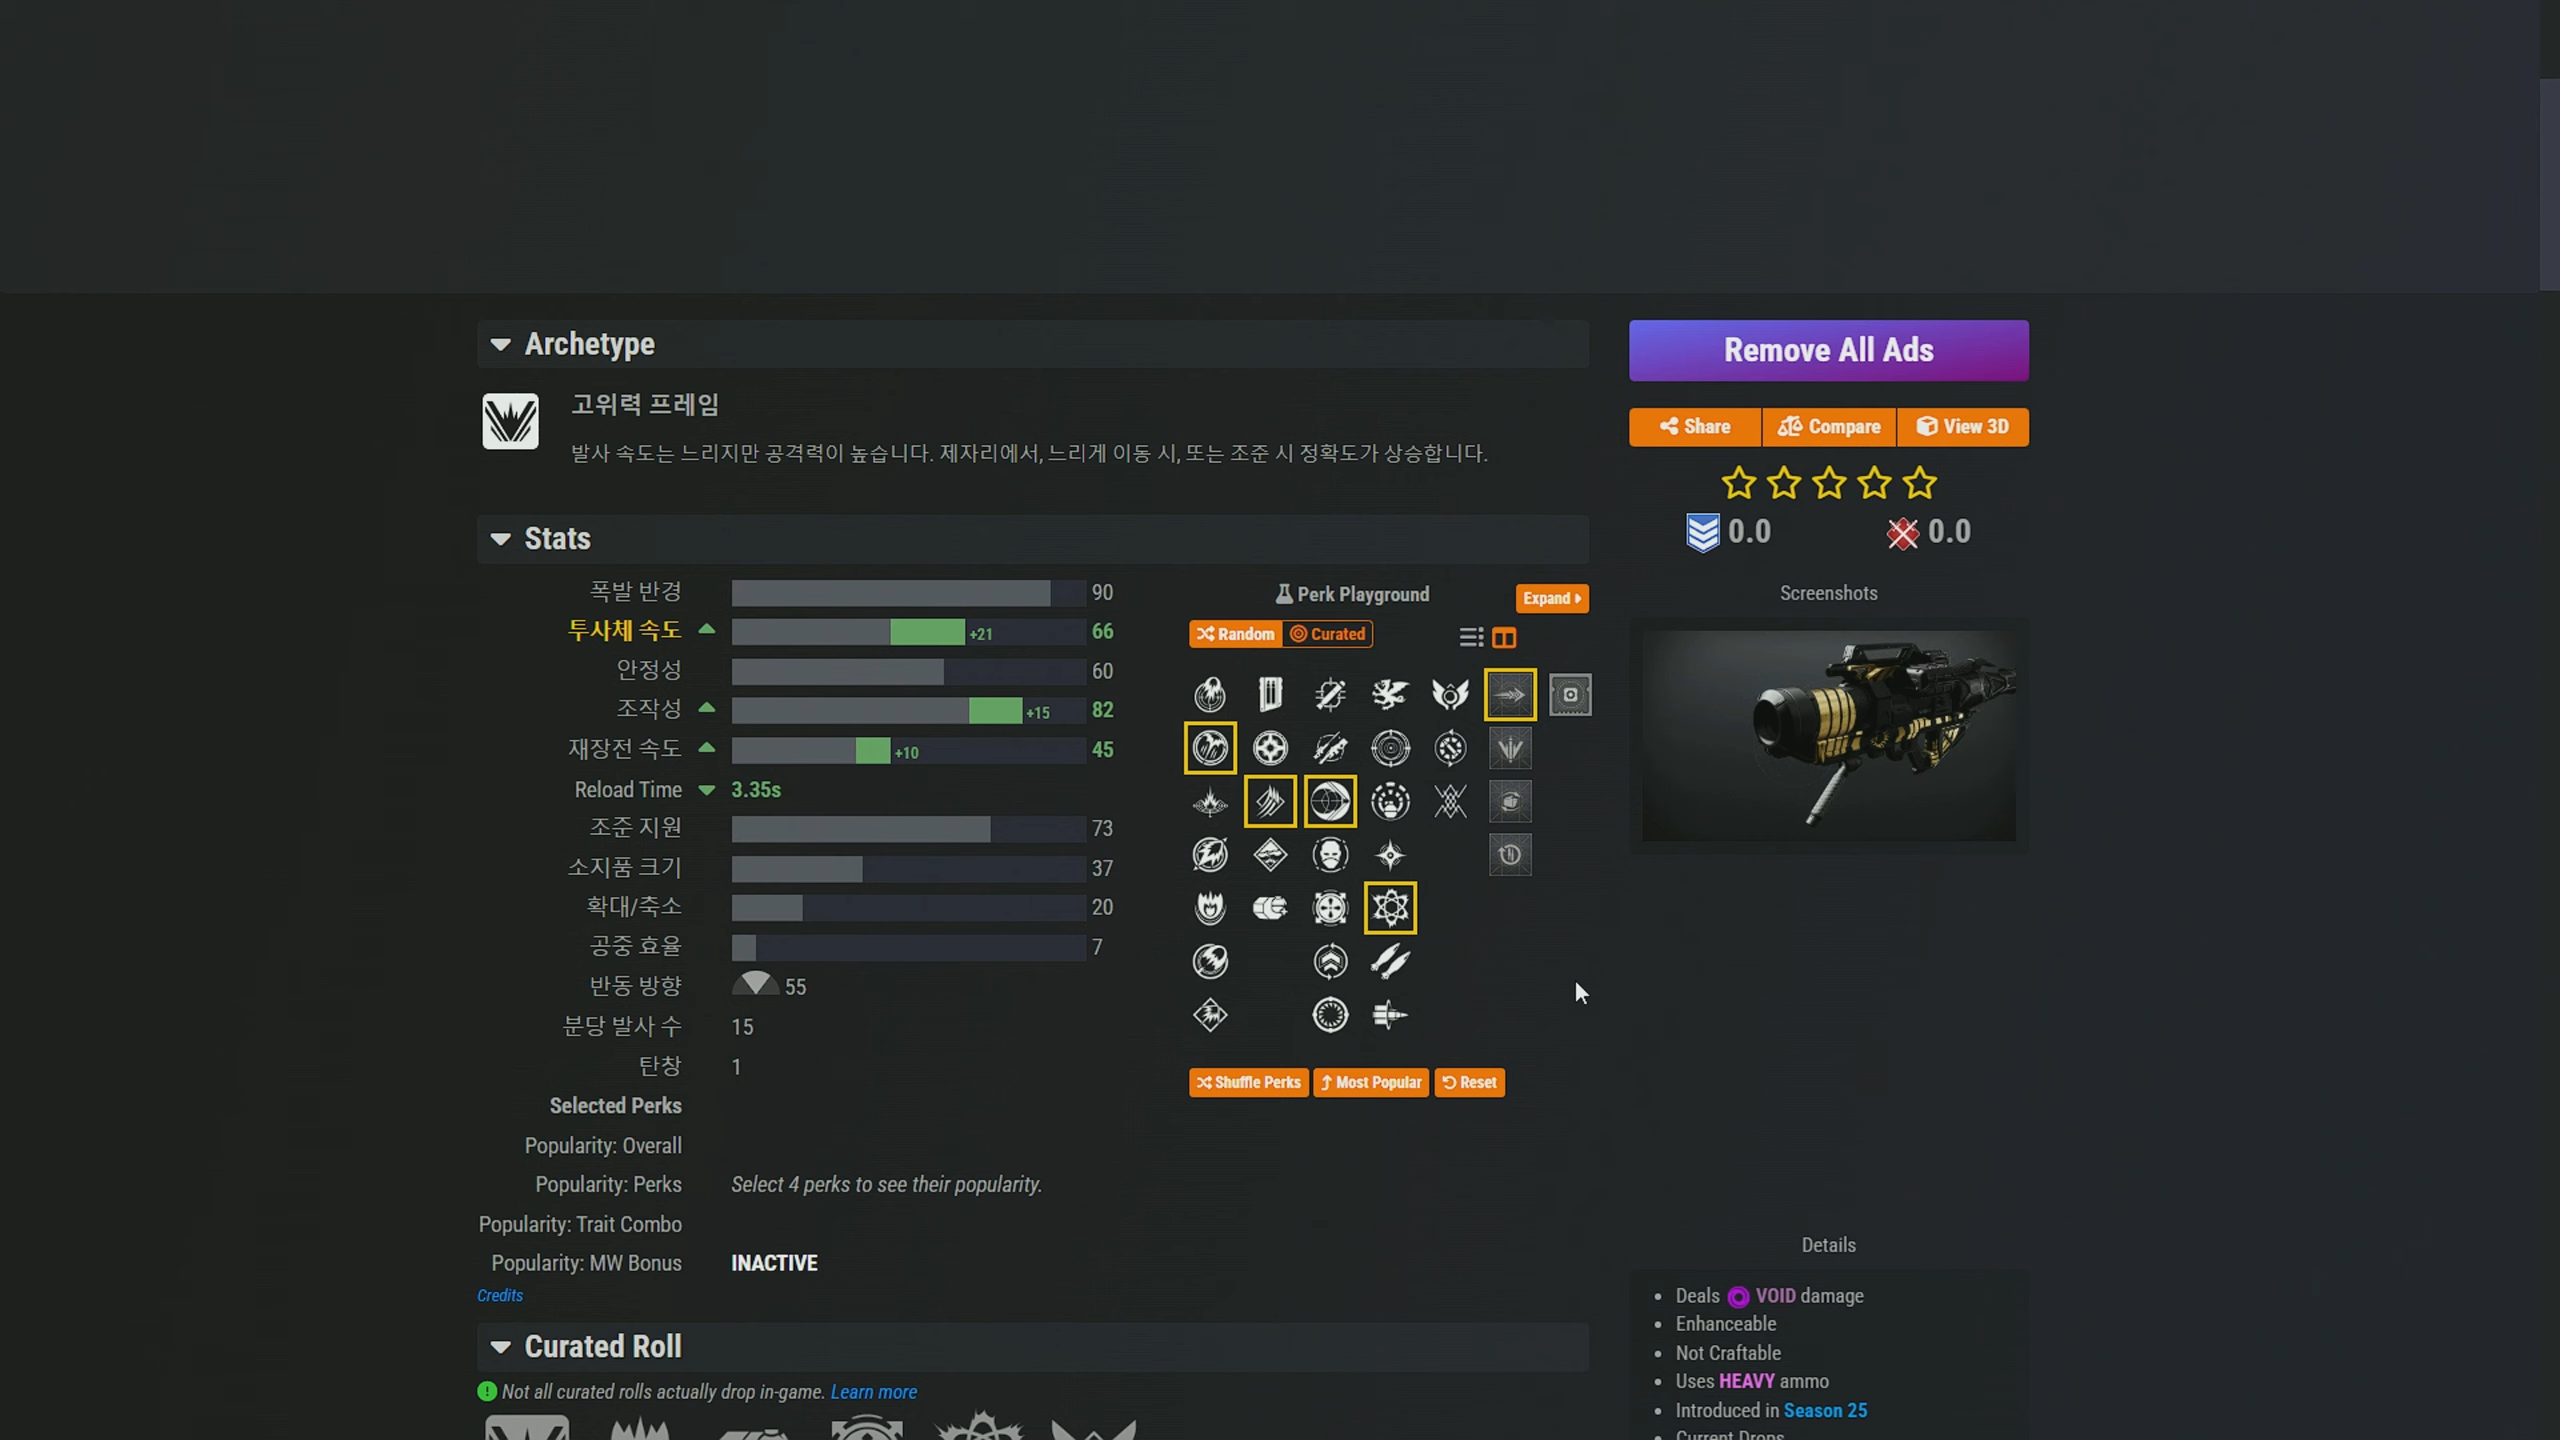 Archetype
고위력 프레임
발사 속도는 느리지만 공격력이 높습니다. 제자리에서, 느리게 이동 시, 또는 조준 시 정확도가 상승합니다.
Stats
폭발 반경 90
투사체 속도 +21 66
안정성 60
조작성 +15 82
재장전 속도 +10 45
Reload Time 3.35s
조준 지원 73
소지품 크기 37
확대/축소 20
공중 효율 7
반동 방향 55
분당 발사 수 15
탄창 1
Selected Perks
Popularity: Overall
Popularity: Perks Select 4 perks to see their popularity.
Popularity: Trait Combo
Popularity: MW Bonus INACTIVE
Credits
Perk Playground
Expand
Random Curated
Shuffle Perks Most Popular Reset
Curated Roll
Not all curated rolls actually drop in-game. Learn more
Remove All Ads
Share Compare View 3D
0.0 0.0
Screenshots
Details
Deals VOID damage
Enhanceable
Not Craftable
Uses HEAVY ammo
Introduced in Season 25
Current Drops